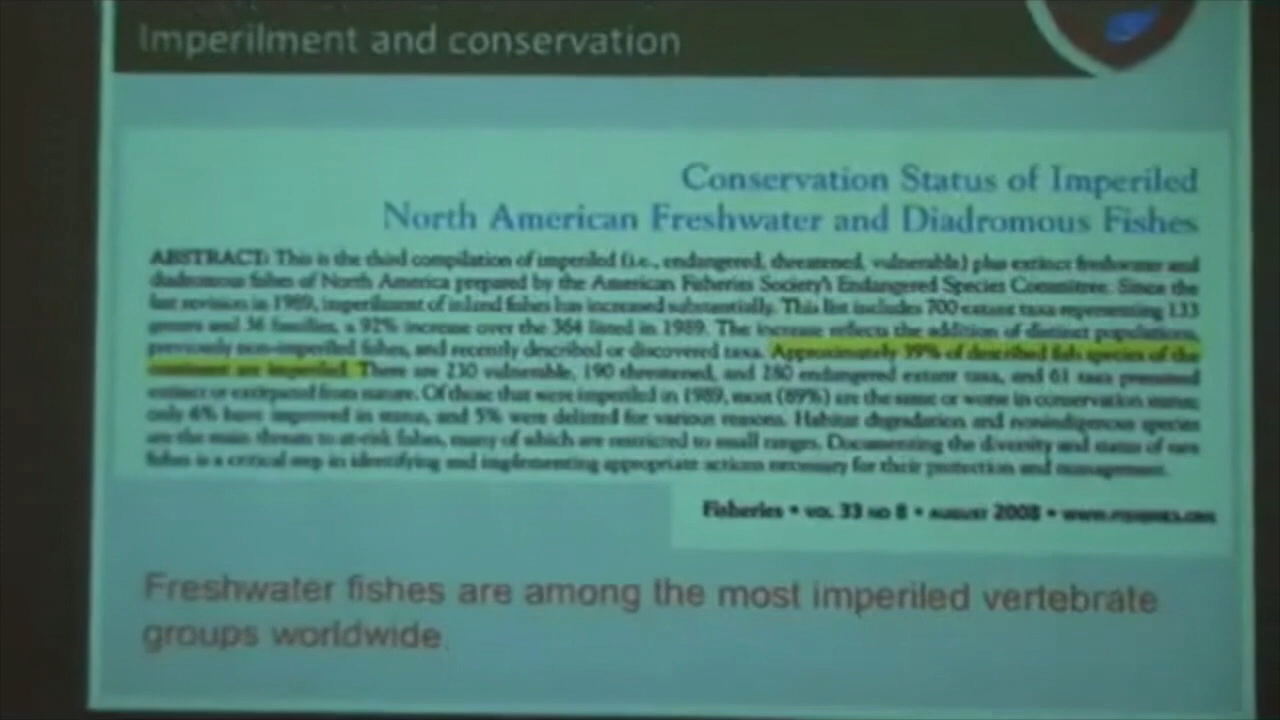 Imperilment and conservation
Conservation Status of Imperiled
North American Freshwater and Diadromous Fishes
ABSTRACT: This is the third compilation of imperiled (i.e., endangered, threatened, vulnerable) plus extinct freshwater and
diadromous fishes of North America prepared by the American Fisheries Society's Endangered Species Committee. Since the
last revision in 1989, imperilment of inland fishes has increased substantially. This list includes 700 extant taxa representing 133
genera and 36 families, a 92% increase over the 364 listed in 1989. The increase reflects the addition of distinct populations,
previously non-imperiled fishes, and recently described or discovered taxa. Approximately 39% of described fish species of the
continent are imperiled. There are 230 vulnerable, 190 threatened, and 280 endangered extant taxa, and 61 taxa presumed
extinct or extirpated from nature. Of those that were imperiled in 1989, most (89%) are the same or worse in conservation status;
only 6% have improved in status, and 5% were delisted for various reasons. Habitat degradation and nonindigenous species
are the main threats to at-risk fishes, many of which are restricted to small ranges. Documenting the diversity and status of rare
fishes is a critical step in identifying and implementing appropriate actions necessary for their protection and management.
Fisheries • VOL 33 NO 8 • AUGUST 2008 • WWW.FISHERIES.ORG
Freshwater fishes are among the most imperiled vertebrate
groups worldwide.